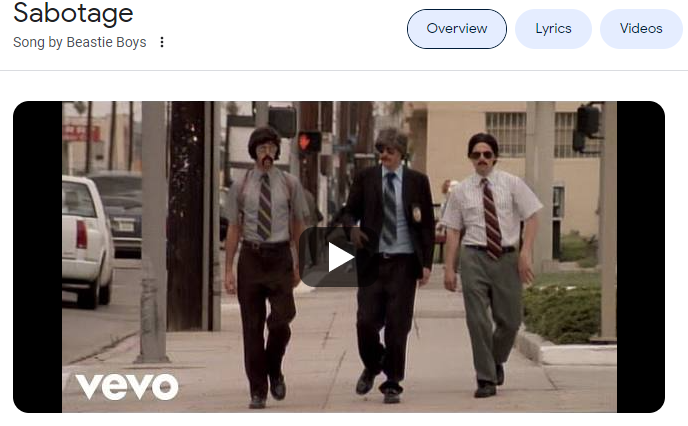 Sabotage
Song by Beastie Boys
Overview
Lyrics
Videos
vevo